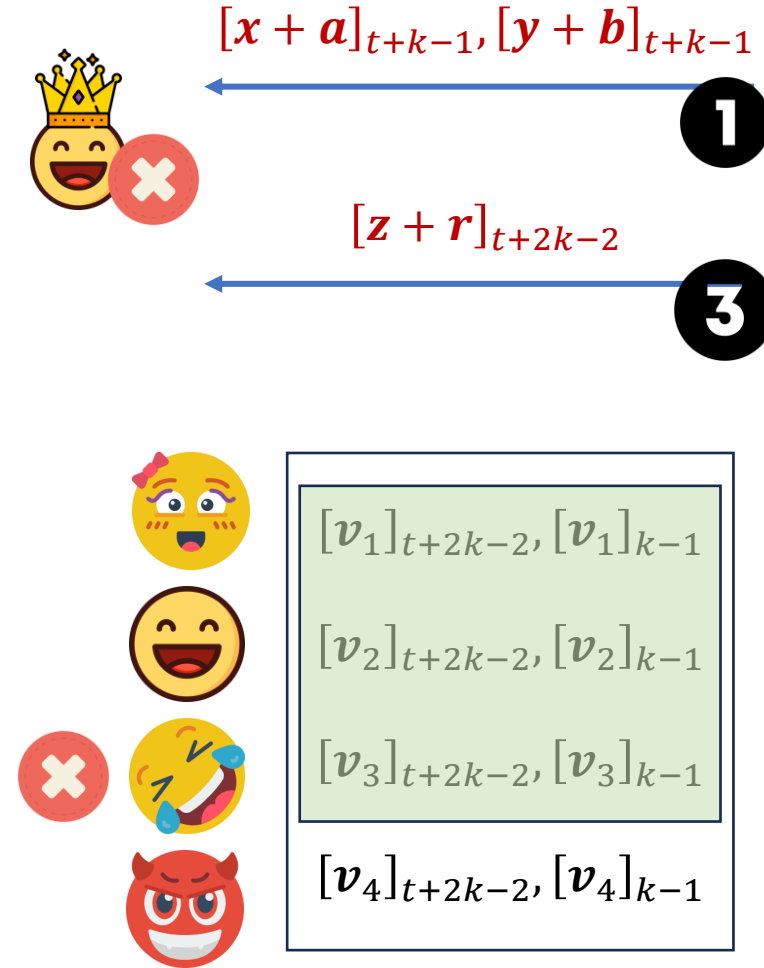 [x + a]_{t+k−1}, [y + b]_{t+k−1}
1
[z + r]_{t+2k−2}
3
[v_1]_{t+2k−2}, [v_1]_{k−1}
[v_2]_{t+2k−2}, [v_2]_{k−1}
[v_3]_{t+2k−2}, [v_3]_{k−1}
[v_4]_{t+2k−2}, [v_4]_{k−1}